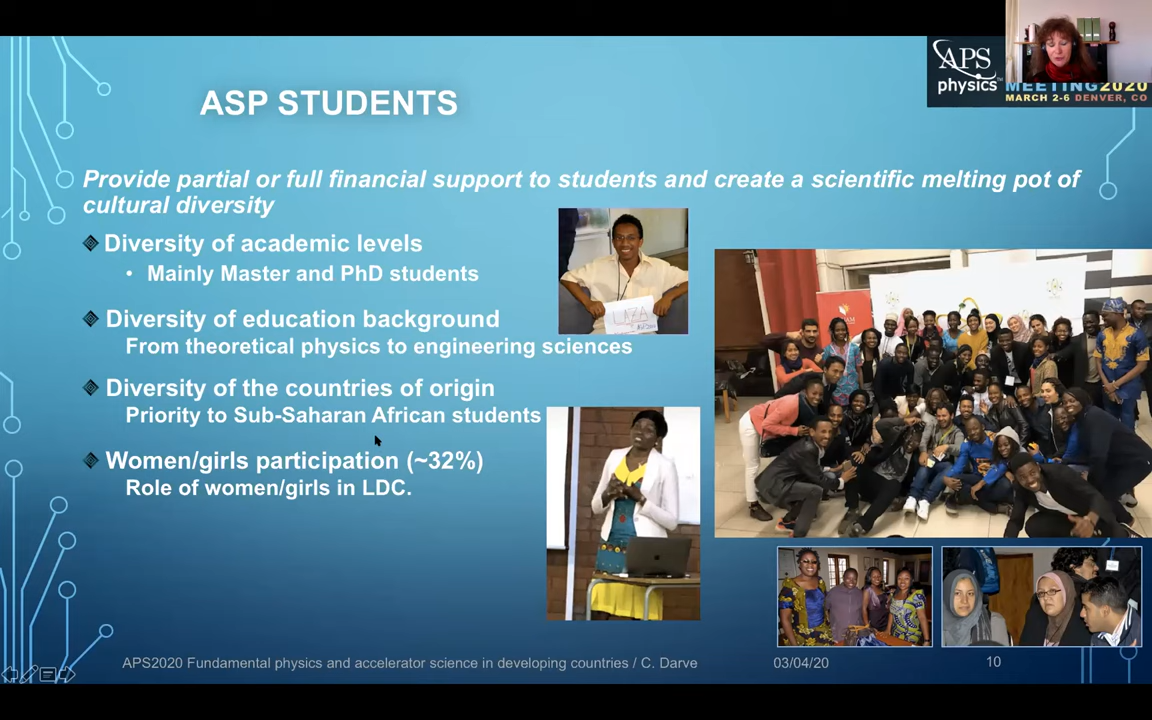 APS
physics
MEETING2020
MARCH 2-6 DENVER, CO
ASP STUDENTS
Provide partial or full financial support to students and create a scientific melting pot of
cultural diversity
Diversity of academic levels
• Mainly Master and PhD students
Diversity of education background
From theoretical physics to engineering sciences
Diversity of the countries of origin
Priority to Sub-Saharan African students
Women/girls participation (~32%)
Role of women/girls in LDC.
LAZA
APS2020 Fundamental physics and accelerator science in developing countries / C. Darve
03/04/20
10